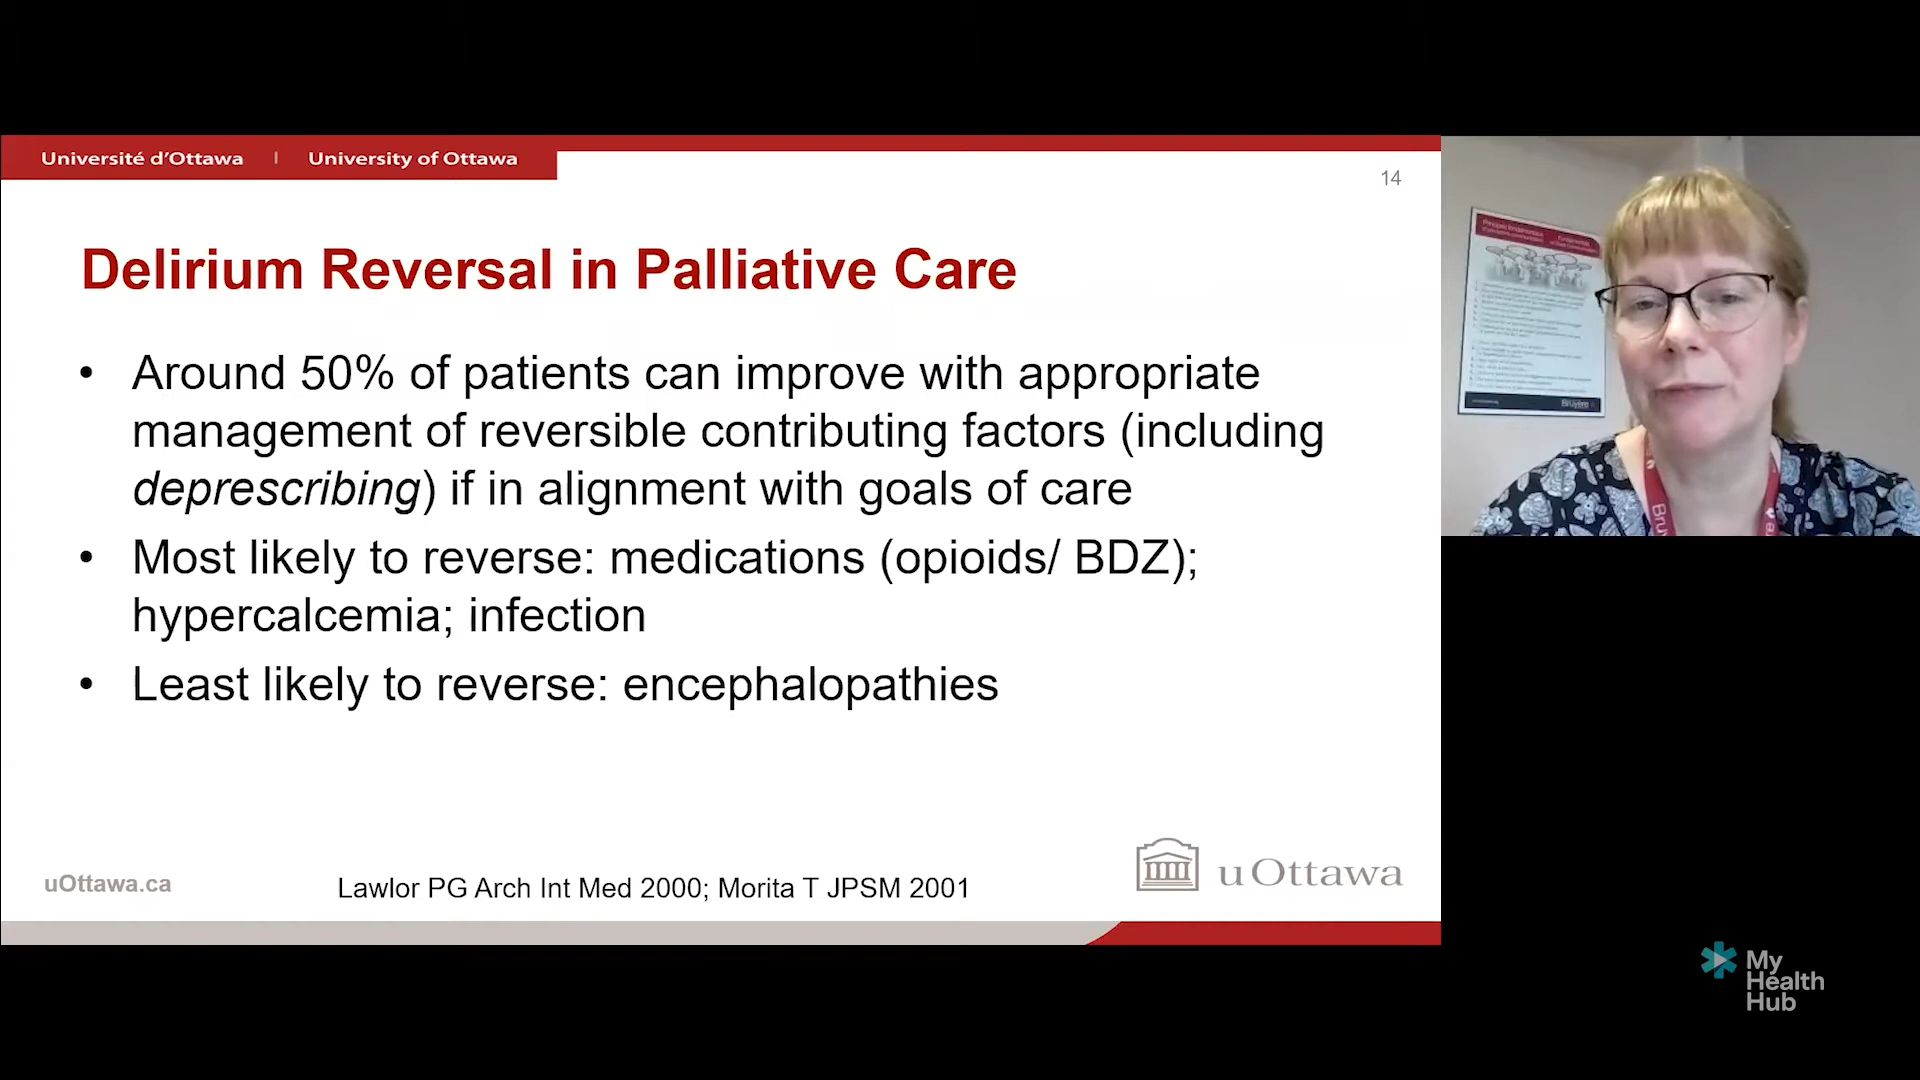 Université d'Ottawa | University of Ottawa
14
Delirium Reversal in Palliative Care
• Around 50% of patients can improve with appropriate
management of reversible contributing factors (including
deprescribing) if in alignment with goals of care
• Most likely to reverse: medications (opioids/ BDZ);
hypercalcemia; infection
• Least likely to reverse: encephalopathies
uOttawa.ca
Lawlor PG Arch Int Med 2000; Morita T JPSM 2001
uOttawa
Bruyère
Bru
My
Health
Hub